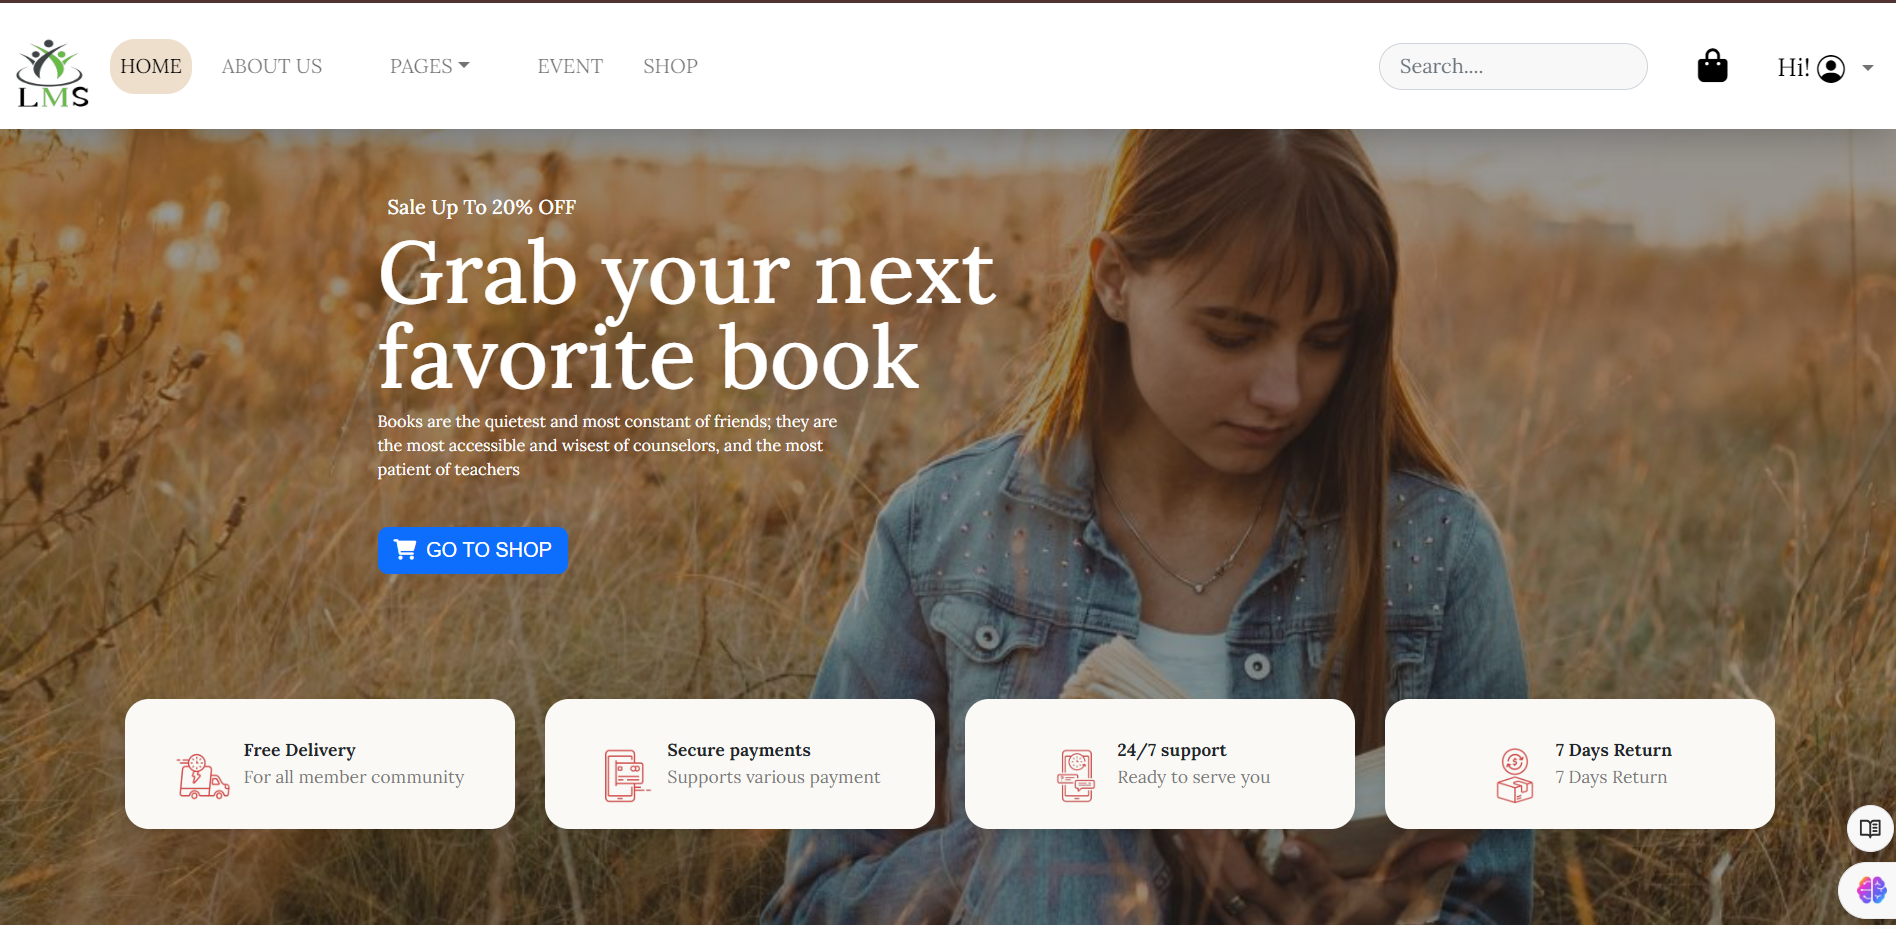 LMS
HOME
ABOUT US
PAGES
EVENT
SHOP
Search....
Hi!
Sale Up To 20% OFF
Grab your next
favorite book
Books are the quietest and most constant of friends; they are
the most accessible and wisest of counselors, and the most
patient of teachers
GO TO SHOP
Free Delivery
For all member community
Secure payments
Supports various payment
24/7 support
Ready to serve you
7 Days Return
7 Days Return